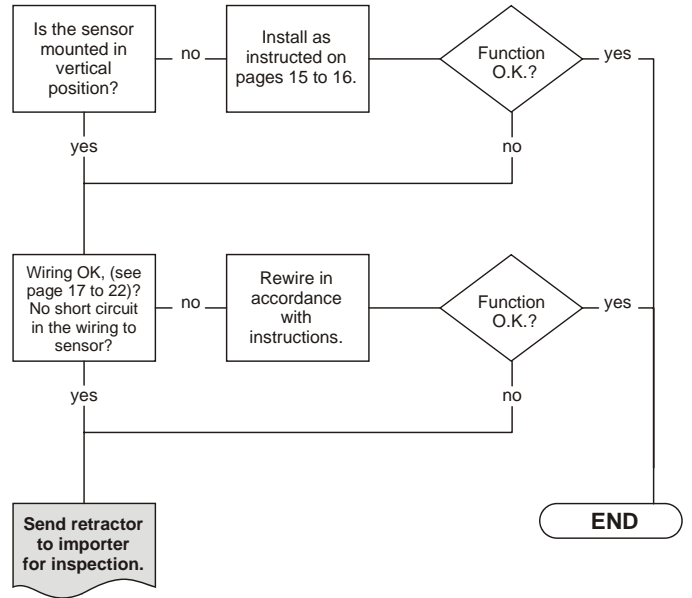 Is the sensor
mounted in
vertical
position?
no
Install as
instructed on
pages 15 to 16.
Function
O.K.?
yes
yes
no
Wiring OK, (see
page 17 to 22)?
No short circuit
in the wiring to
sensor?
no
Rewire in
accordance
with
instructions.
Function
O.K.?
yes
yes
no
Send retractor
to importer
for inspection.
END